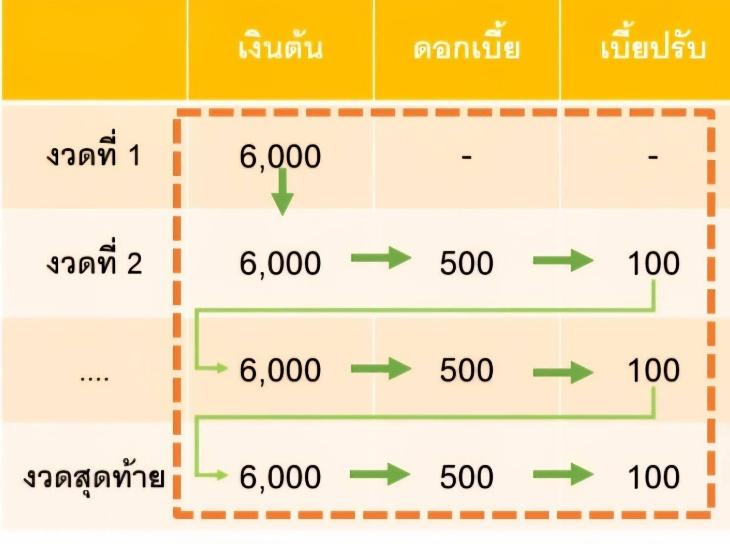 เงินต้น ดอกเบี้ย เบี้ยปรับ
งวดที่ 1 6,000 - -
งวดที่ 2 6,000 500 100
.... 6,000 500 100
งวดสุดท้าย 6,000 500 100